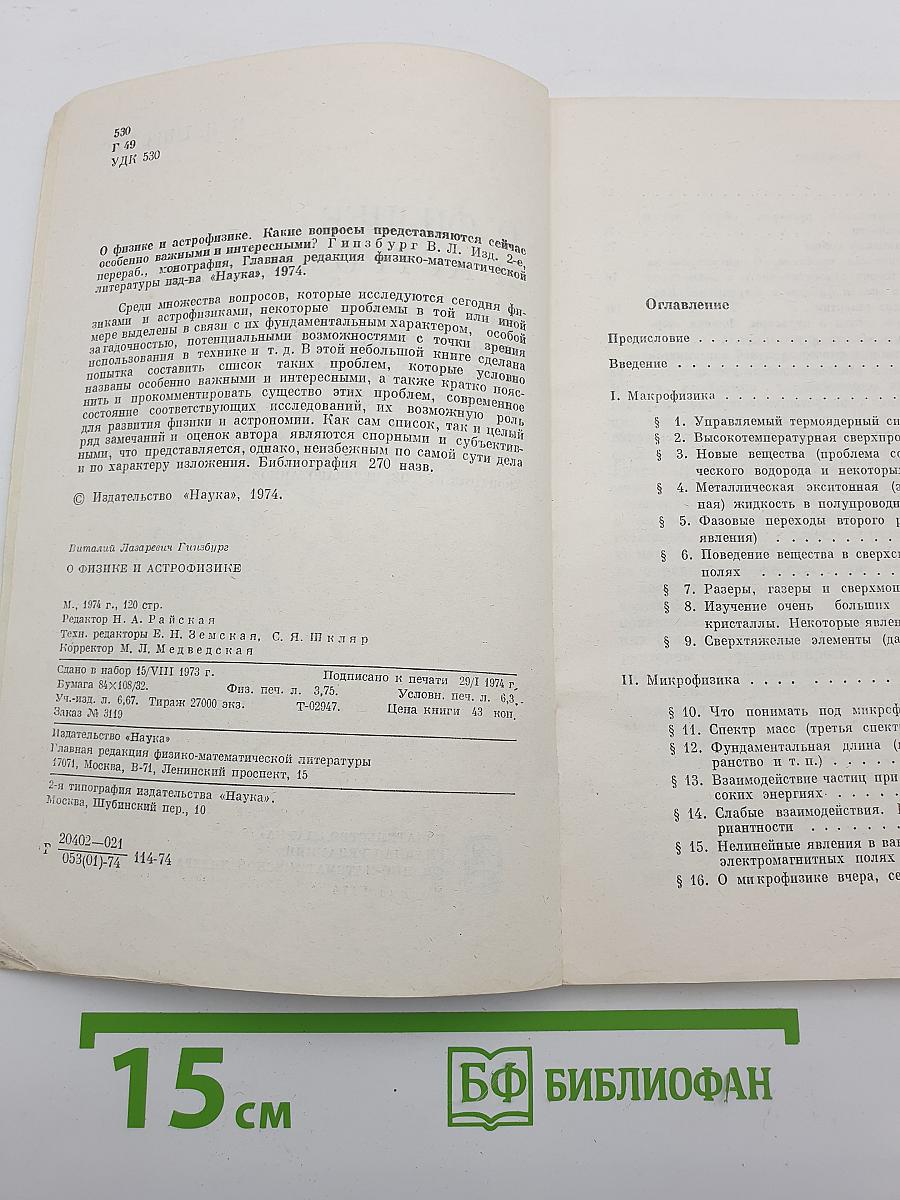 530
Г 49
УДК 530
О физике и астрофизике. Какие вопросы представляются сейчас
особенно важными и интересными? Гинзбург В. Л. Изд. 2-е,
перераб., монография, Главная редакция физико-математической
литературы изд-ва «Наука», 1974.
Среди множества вопросов, которые исследуются сегодня фи-
зиками и астрофизиками, некоторые проблемы в той или иной
мере выделены в связи с их фундаментальным характером, особой
загадочностью, потенциальными возможностями с точки зрения
использования в технике и т. д. В этой небольшой книге сделана
попытка составить список таких проблем, которые условно
названы особенно важными и интересными, а также кратко пояс-
нить и прокомментировать существо этих проблем, современное
состояние соответствующих исследований, их возможную роль
для развития физики и астрономии. Как сам список, так и целый
ряд замечаний и оценок автора являются спорными и субъектив-
ными, что представляется, однако, неизбежным по самой сути дела
и по характеру изложения. Библиография 270 назв.
© Издательство «Наука», 1974.
Виталий Лазаревич Гинзбург
О ФИЗИКЕ И АСТРОФИЗИКЕ
М., 1974 г., 120 стр.
Редактор Н. А. Райская
Техн. редакторы Е. Н. Земская, С. Я. Шкляр
Корректор М. Л. Медведская
Сдано в набор 15/VIII 1973 г. Подписано к печати 29/I 1974 г.
Бумага 84×108/32. Физ. печ. л. 3,75. Условн. печ. л. 6,3.
Уч.-изд. л. 6,67. Тираж 27000 экз. Т-02947. Цена книги 43 коп.
Заказ № 3119
Издательство «Наука»
Главная редакция физико-математической литературы
17071, Москва, В-71, Ленинский проспект, 15
2-я типография издательства «Наука».
Москва, Шубинский пер., 10
Г 20402—021
053(01)-74 114-74
Оглавление
Предисловие . . . . . . . . . . . . . .
Введение . . . . . . . . . . . . . . . .
I. Макрофизика . . . . . . . . . . . . .
§ 1. Управляемый термоядерный си
§ 2. Высокотемпературная сверхпро
§ 3. Новые вещества (проблема со
ческого водорода и некоторых
§ 4. Металлическая экситонная (э
ная) жидкость в полупроводн
§ 5. Фазовые переходы второго р
явления) . . . . . . . . . .
§ 6. Поведение вещества в сверхси
полях . . . . . . . . . . .
§ 7. Разеры, газеры и сверхмощ
§ 8. Изучение очень больших
кристаллы. Некоторые явлен
§ 9. Сверхтяжелые элементы (да
II. Микрофизика . . . . . . . . . . . .
§ 10. Что понимать под микроф
§ 11. Спектр масс (третья спект
§ 12. Фундаментальная длина (
ранство и т. п.) . . . . . .
§ 13. Взаимодействие частиц при
соких энергиях . . . . . .
§ 14. Слабые взаимодействия.
риантности . . . . . . . .
§ 15. Нелинейные явления в ва
электромагнитных полях
§ 16. О микрофизике вчера, се
15 см
БФ БИБЛИОФАН